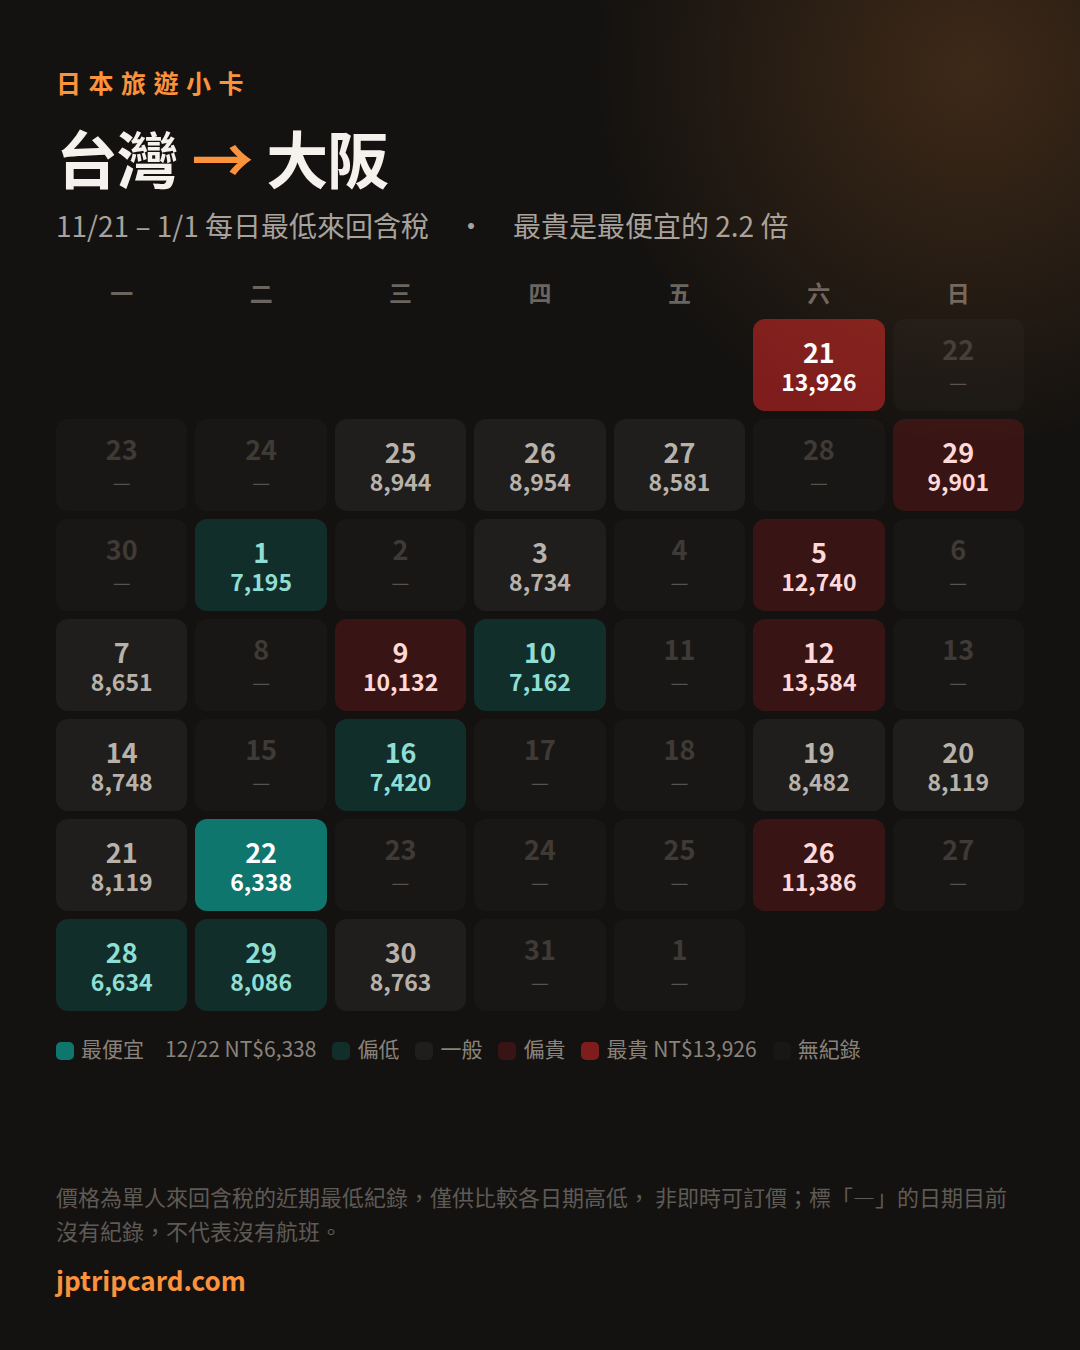 日本旅遊小卡
台灣 → 大阪
11/21 – 1/1 每日最低來回含稅 ・ 最貴是最便宜的 2.2 倍
一 二 三 四 五 六 日
21 22
13,926 —
23 24 25 26 27 28 29
— — 8,944 8,954 8,581 — 9,901
30 1 2 3 4 5 6
— 7,195 — 8,734 — 12,740 —
7 8 9 10 11 12 13
8,651 — 10,132 7,162 — 13,584 —
14 15 16 17 18 19 20
8,748 — 7,420 — — 8,482 8,119
21 22 23 24 25 26 27
8,119 6,338 — — — 11,386 —
28 29 30 31 1
6,634 8,086 8,763 — —
最便宜 12/22 NT$6,338 偏低 一般 偏貴 最貴 NT$13,926 無紀錄
價格為單人來回含稅的近期最低紀錄，僅供比較各日期高低， 非即時可訂價；標「—」的日期目前
沒有紀錄，不代表沒有航班。
jptripcard.com